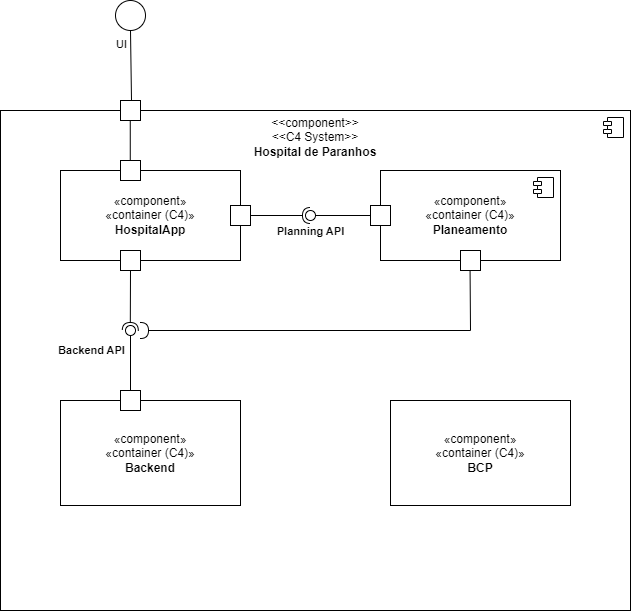 UI
<<component>>
<<C4 System>>
Hospital de Paranhos
«component»
«container (C4)»
HospitalApp
Planning API
«component»
«container (C4)»
Planeamento
Backend API
«component»
«container (C4)»
Backend
«component»
«container (C4)»
BCP